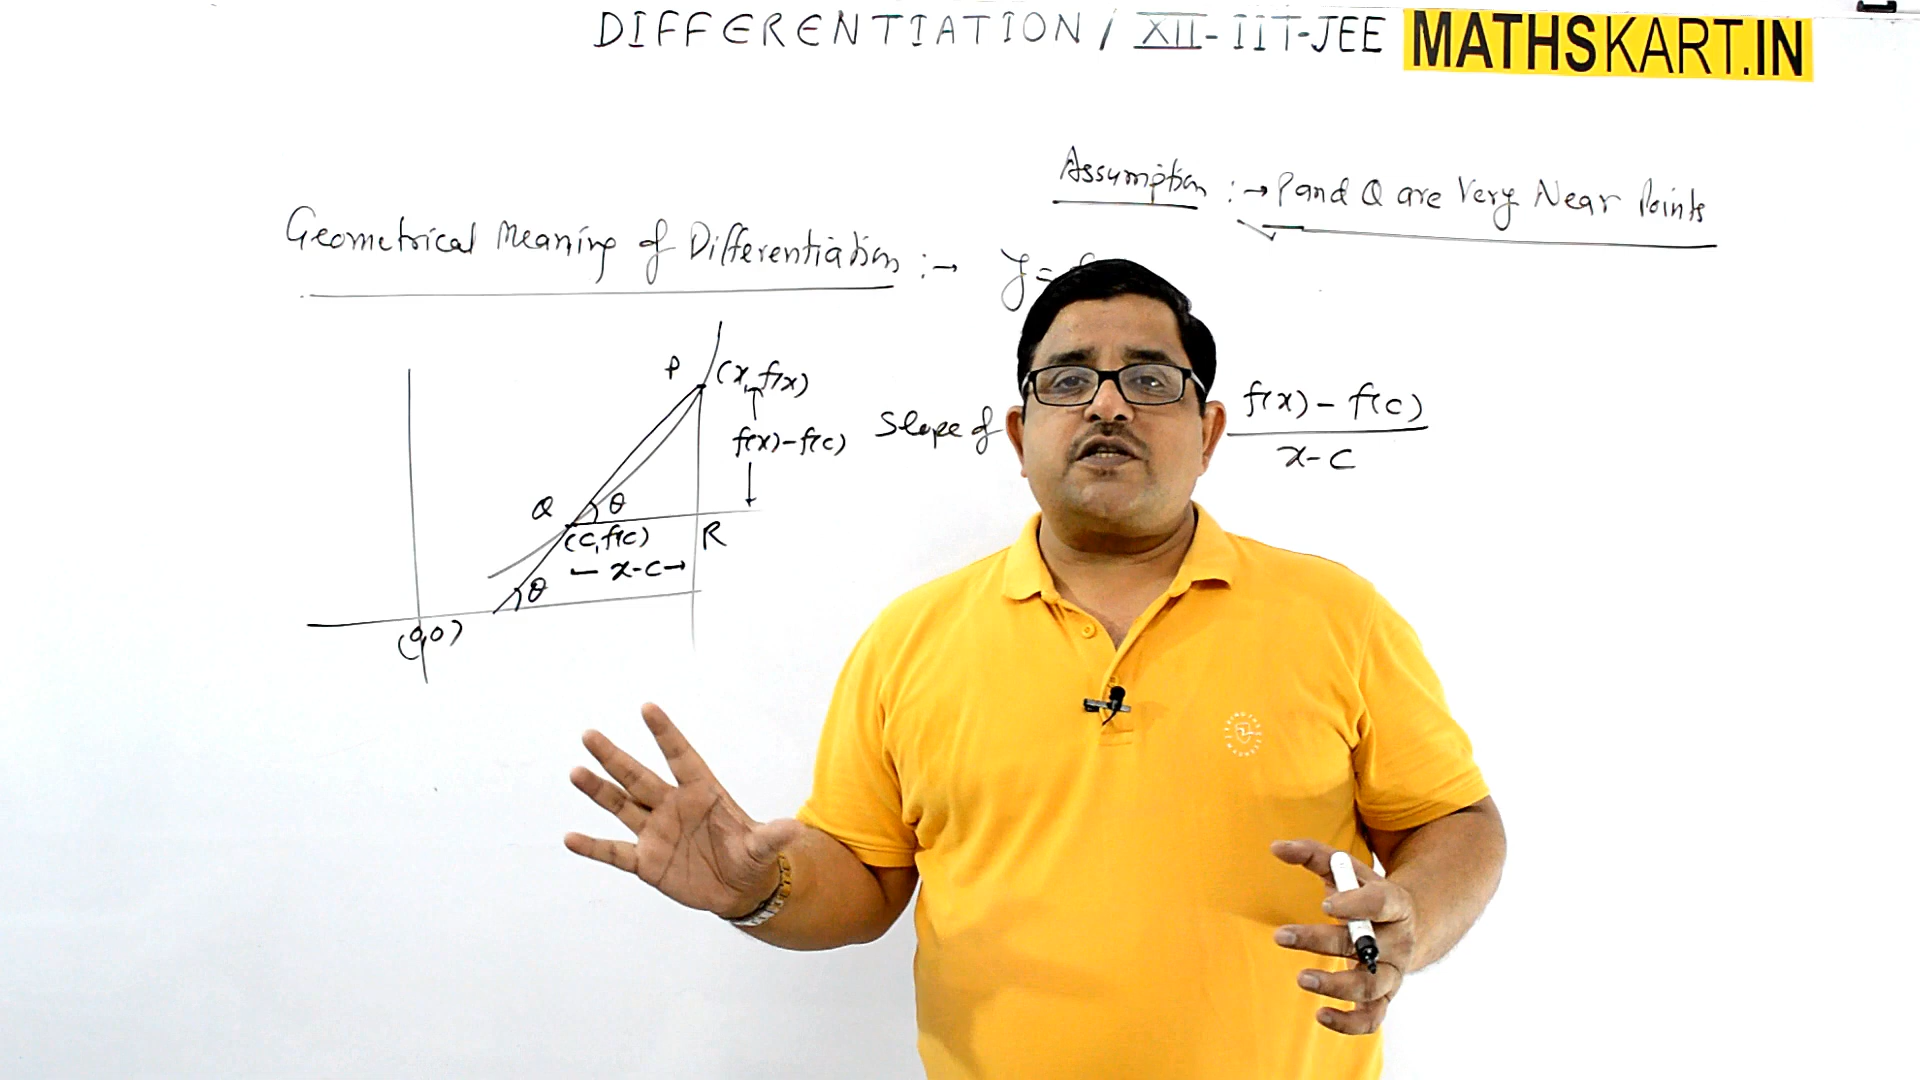 DIFFERENTIATION / XII - IIT-JEE MATHSKART.IN
Assumption :→ P and Q are Very Near Points
Geometrical Meaning of Differentiation :→ y =
P (x, f(x)
f(x)-f(c)
Slope of
f(x) - f(c)
x-c
Q θ
(c, f(c)
R
← x-c →
θ
(0,0)